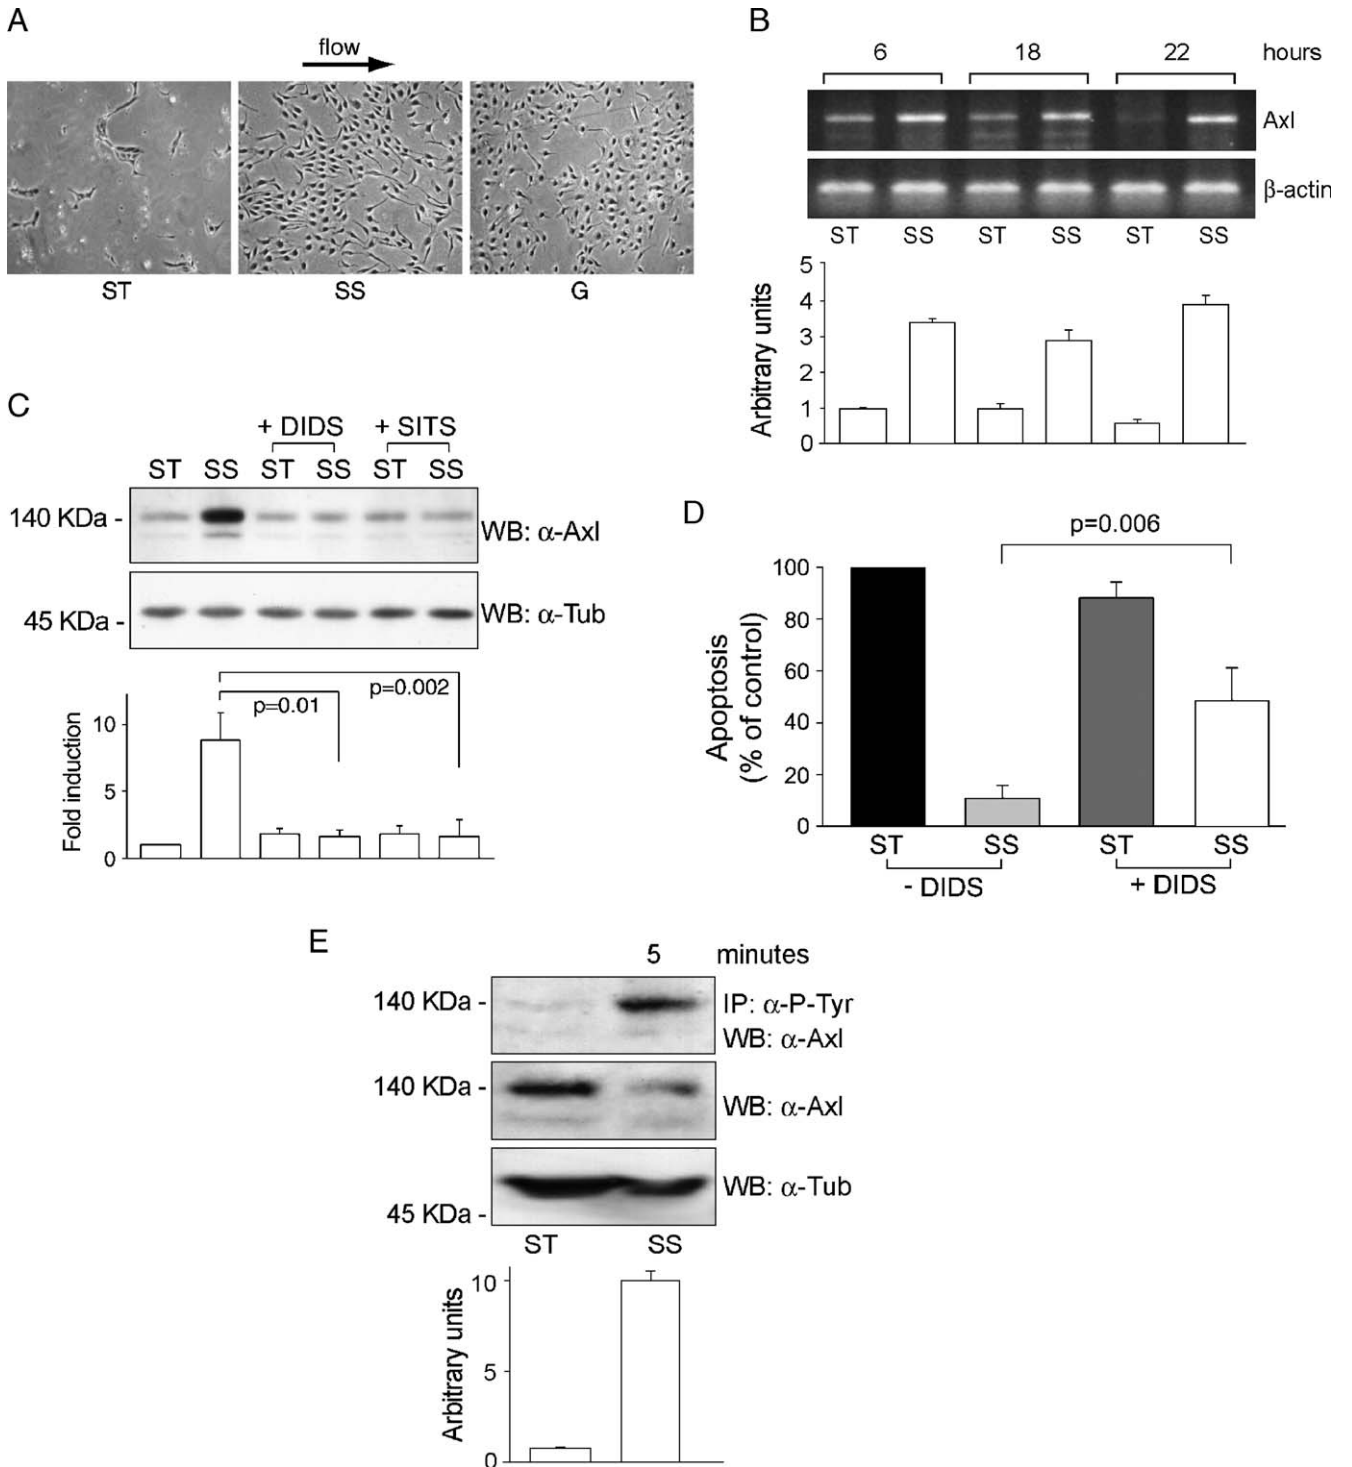 A
flow
ST
SS
G
B
6
18
22
hours
Axl
β-actin
ST
SS
ST
SS
ST
SS
5
4
3
2
1
0
Arbitrary units
C
+ DIDS
+ SITS
ST
SS
ST
SS
ST
SS
140 KDa -
WB: α-Axl
45 KDa -
WB: α-Tub
p=0.002
p=0.01
10
5
0
Fold induction
D
p=0.006
100
80
60
40
20
0
Apoptosis
(% of control)
ST
SS
ST
SS
- DIDS
+ DIDS
E
5
minutes
140 KDa -
IP: α-P-Tyr
WB: α-Axl
140 KDa -
WB: α-Axl
WB: α-Tub
45 KDa -
ST
SS
10
5
0
Arbitrary units